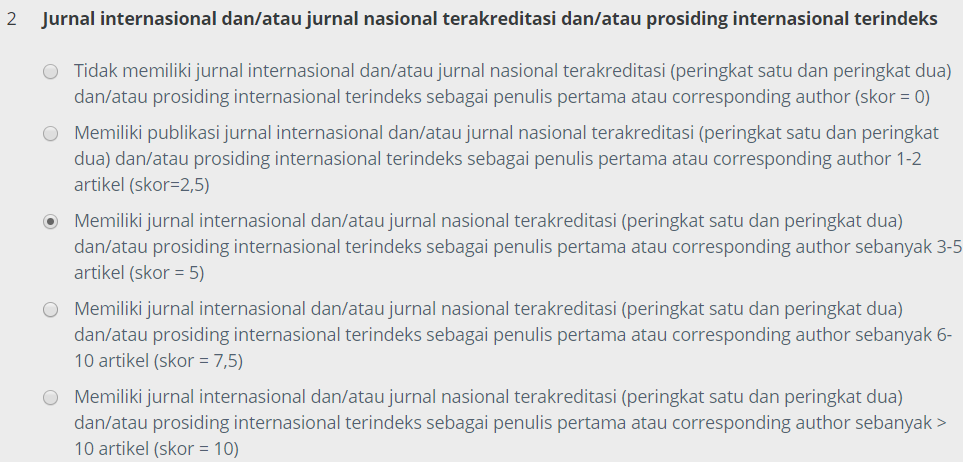 2 Jurnal internasional dan/atau jurnal nasional terakreditasi dan/atau prosiding internasional terindeks
Tidak memiliki jurnal internasional dan/atau jurnal nasional terakreditasi (peringkat satu dan peringkat dua)
dan/atau prosiding internasional terindeks sebagai penulis pertama atau corresponding author (skor = 0)
Memiliki publikasi jurnal internasional dan/atau jurnal nasional terakreditasi (peringkat satu dan peringkat
dua) dan/atau prosiding internasional terindeks sebagai penulis pertama atau corresponding author 1-2
artikel (skor=2,5)
Memiliki jurnal internasional dan/atau jurnal nasional terakreditasi (peringkat satu dan peringkat dua)
dan/atau prosiding internasional terindeks sebagai penulis pertama atau corresponding author sebanyak 3-5
artikel (skor = 5)
Memiliki jurnal internasional dan/atau jurnal nasional terakreditasi (peringkat satu dan peringkat dua)
dan/atau prosiding internasional terindeks sebagai penulis pertama atau corresponding author sebanyak 6-
10 artikel (skor = 7,5)
Memiliki jurnal internasional dan/atau jurnal nasional terakreditasi (peringkat satu dan peringkat dua)
dan/atau prosiding internasional terindeks sebagai penulis pertama atau corresponding author sebanyak >
10 artikel (skor = 10)